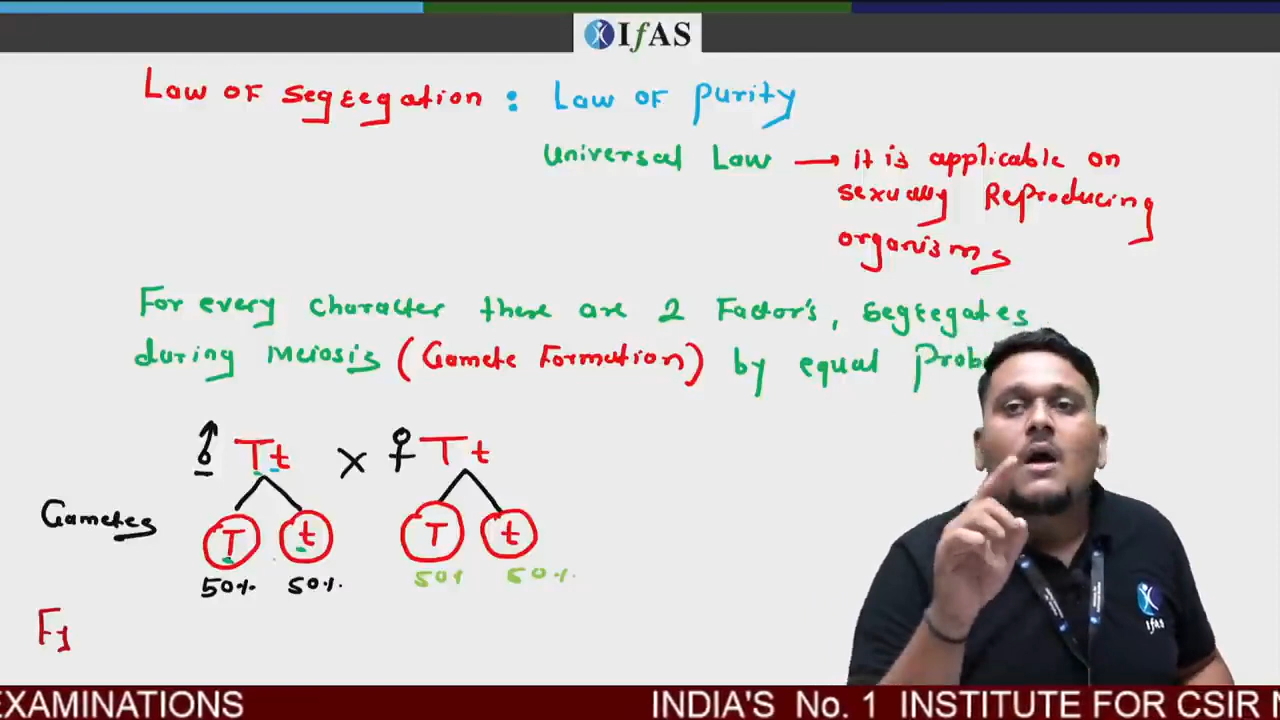 IfAS
Law of segregation : Law of purity
Universal Law → it is applicable on
sexually Reproducing
organisms
For every character there are 2 Factor's, segregates
during Meiosis (Gamete Formation) by equal
♂ Tt × ♀ Tt
Gametes T t T t
50% 50% 50% 50%
F1
IfAS
EXAMINATIONS INDIA'S No. 1 INSTITUTE FOR CSIR